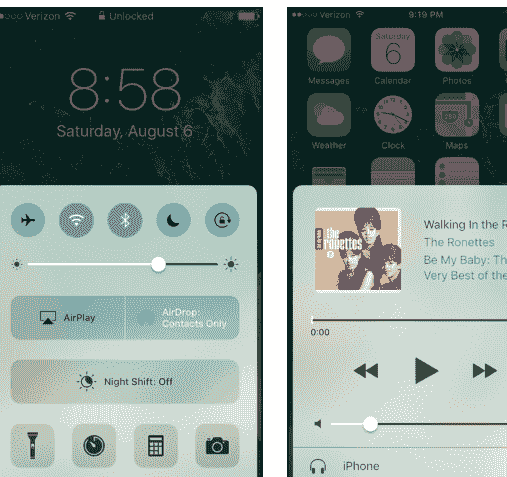 Verizon
Unlocked
8:58
Saturday, August 6
AirPlay
AirDrop:
Contacts Only
Night Shift: Off
Verizon
9:19 PM
Saturday
6
Messages
Calendar
Photos
280
Weather
Clock
Maps
the
ronettes
Walking In the R
The Ronettes
Be My Baby: Th
Very Best of the
0:00
iPhone